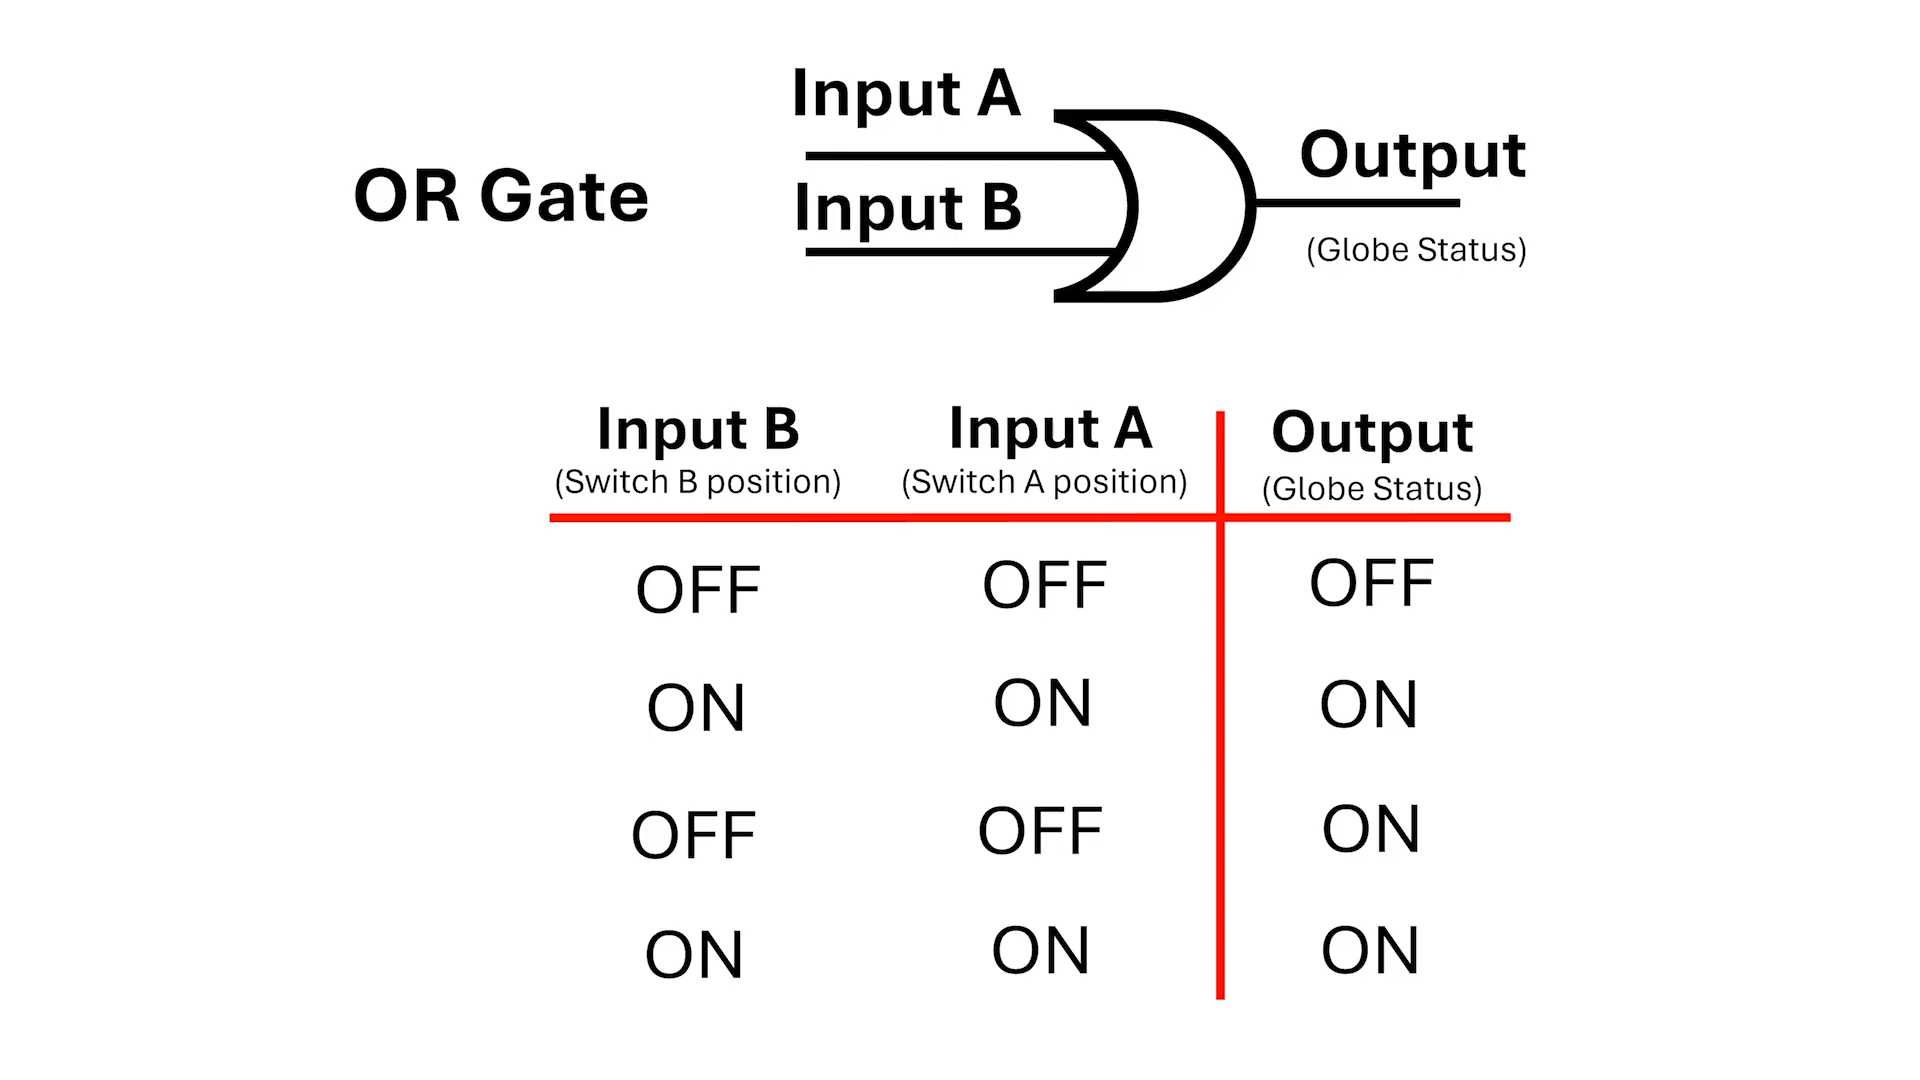 OR Gate
Input A
Input B
Output
(Globe Status)
Input B Input A Output
(Switch B position) (Switch A position) (Globe Status)
OFF OFF OFF
ON ON ON
OFF OFF ON
ON ON ON